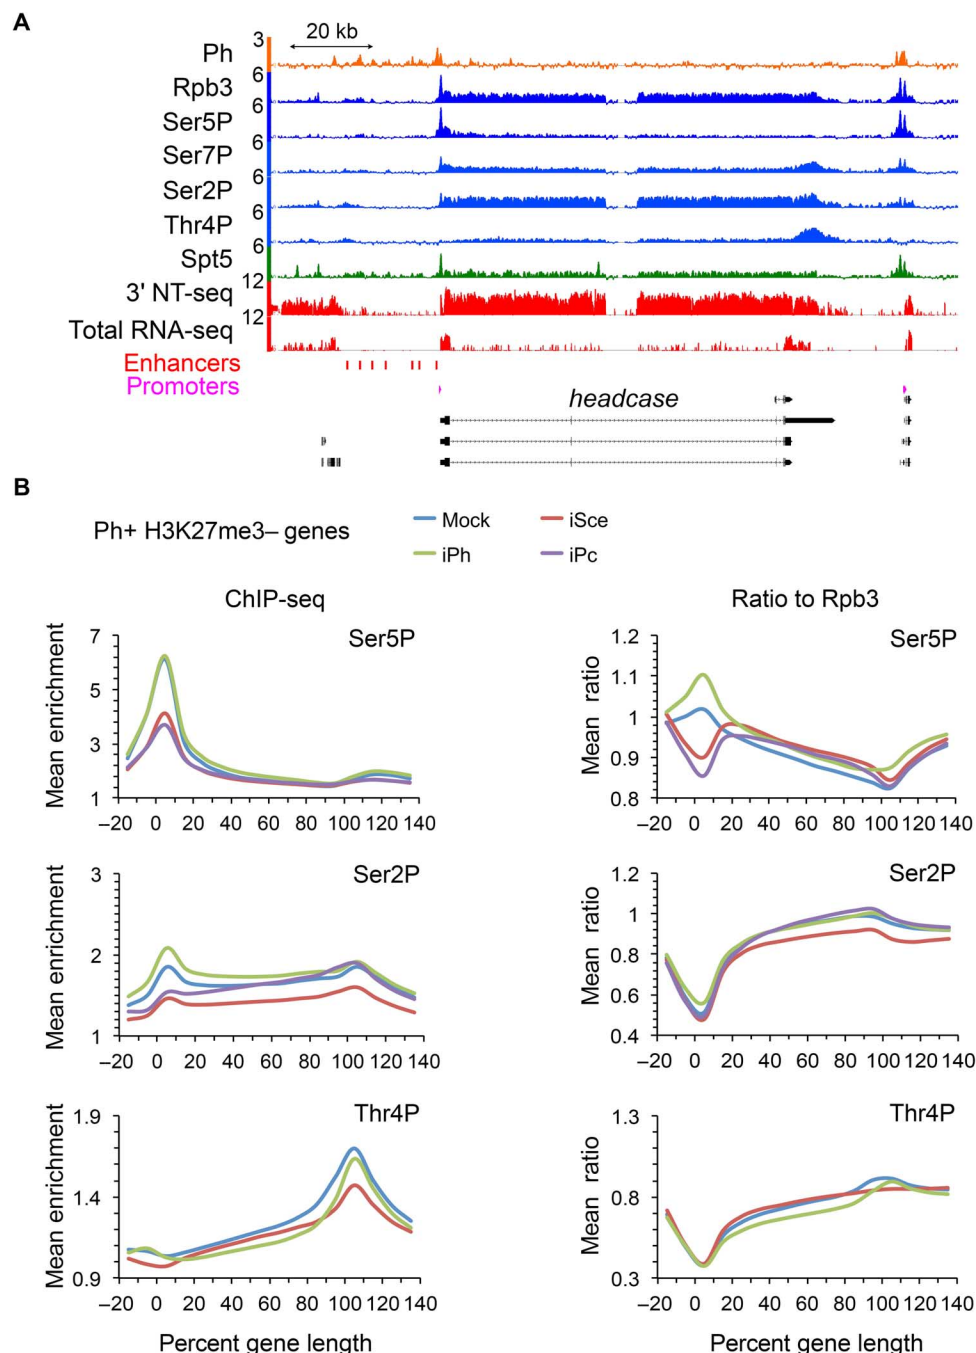 A
20 kb
3
Ph
6
Rpb3
6
Ser5P
6
Ser7P
6
Ser2P
6
Thr4P
6
Spt5
12
3' NT-seq
12
Total RNA-seq
Enhancers
Promoters
headcase
B
Ph+ H3K27me3– genes
Mock iSce
iPh iPc
ChIP-seq Ratio to Rpb3
Ser5P
Mean enrichment
7
5
3
1
–20 0 20 40 60 80 100 120 140
Ser5P
Mean ratio
1.2
1.1
1
0.9
0.8
–20 0 20 40 60 80 100 120 140
Ser2P
Mean enrichment
3
2
1
–20 0 20 40 60 80 100 120 140
Ser2P
Mean ratio
1.2
1
0.8
0.6
0.4
–20 0 20 40 60 80 100 120 140
Thr4P
Mean enrichment
1.9
1.4
0.9
–20 0 20 40 60 80 100 120 140
Percent gene length
Thr4P
Mean ratio
1.3
0.8
0.3
–20 0 20 40 60 80 100 120 140
Percent gene length